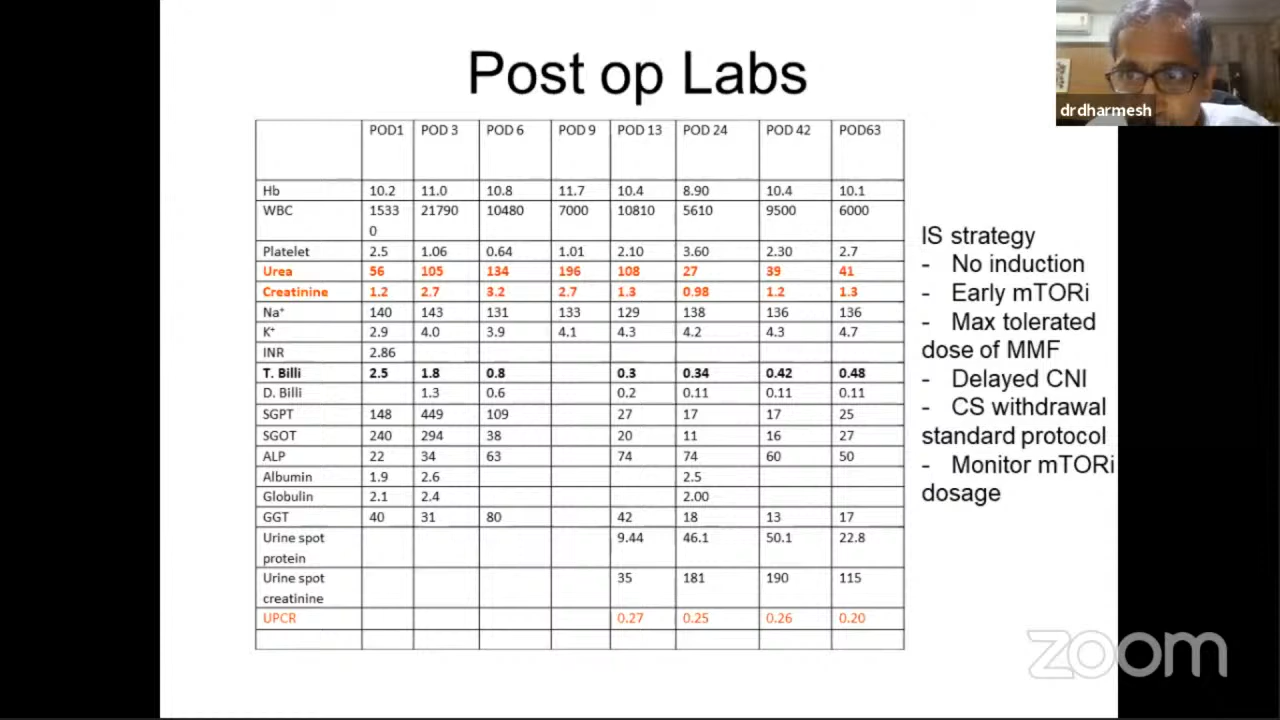 Post op Labs
drdharmesh
POD1 POD 3 POD 6 POD 9 POD 13 POD 24 POD 42 POD63
Hb 10.2 11.0 10.8 11.7 10.4 8.90 10.4 10.1
WBC 1533 21790 10480 7000 10810 5610 9500 6000
0
Platelet 2.5 1.06 0.64 1.01 2.10 3.60 2.30 2.7
Urea 56 105 134 196 108 27 39 41
Creatinine 1.2 2.7 3.2 2.7 1.3 0.98 1.2 1.3
Na⁺ 140 143 131 133 129 138 136 136
K⁺ 2.9 4.0 3.9 4.1 4.3 4.2 4.3 4.7
INR 2.86
T. Billi 2.5 1.8 0.8 0.3 0.34 0.42 0.48
D. Billi 1.3 0.6 0.2 0.11 0.11 0.11
SGPT 148 449 109 27 17 17 25
SGOT 240 294 38 20 11 16 27
ALP 22 34 63 74 74 60 50
Albumin 1.9 2.6 2.5
Globulin 2.1 2.4 2.00
GGT 40 31 80 42 18 13 17
Urine spot 9.44 46.1 50.1 22.8
protein
Urine spot 35 181 190 115
creatinine
UPCR 0.27 0.25 0.26 0.20
IS strategy
- No induction
- Early mTORi
- Max tolerated
dose of MMF
- Delayed CNI
- CS withdrawal
standard protocol
- Monitor mTORi
dosage
zoom